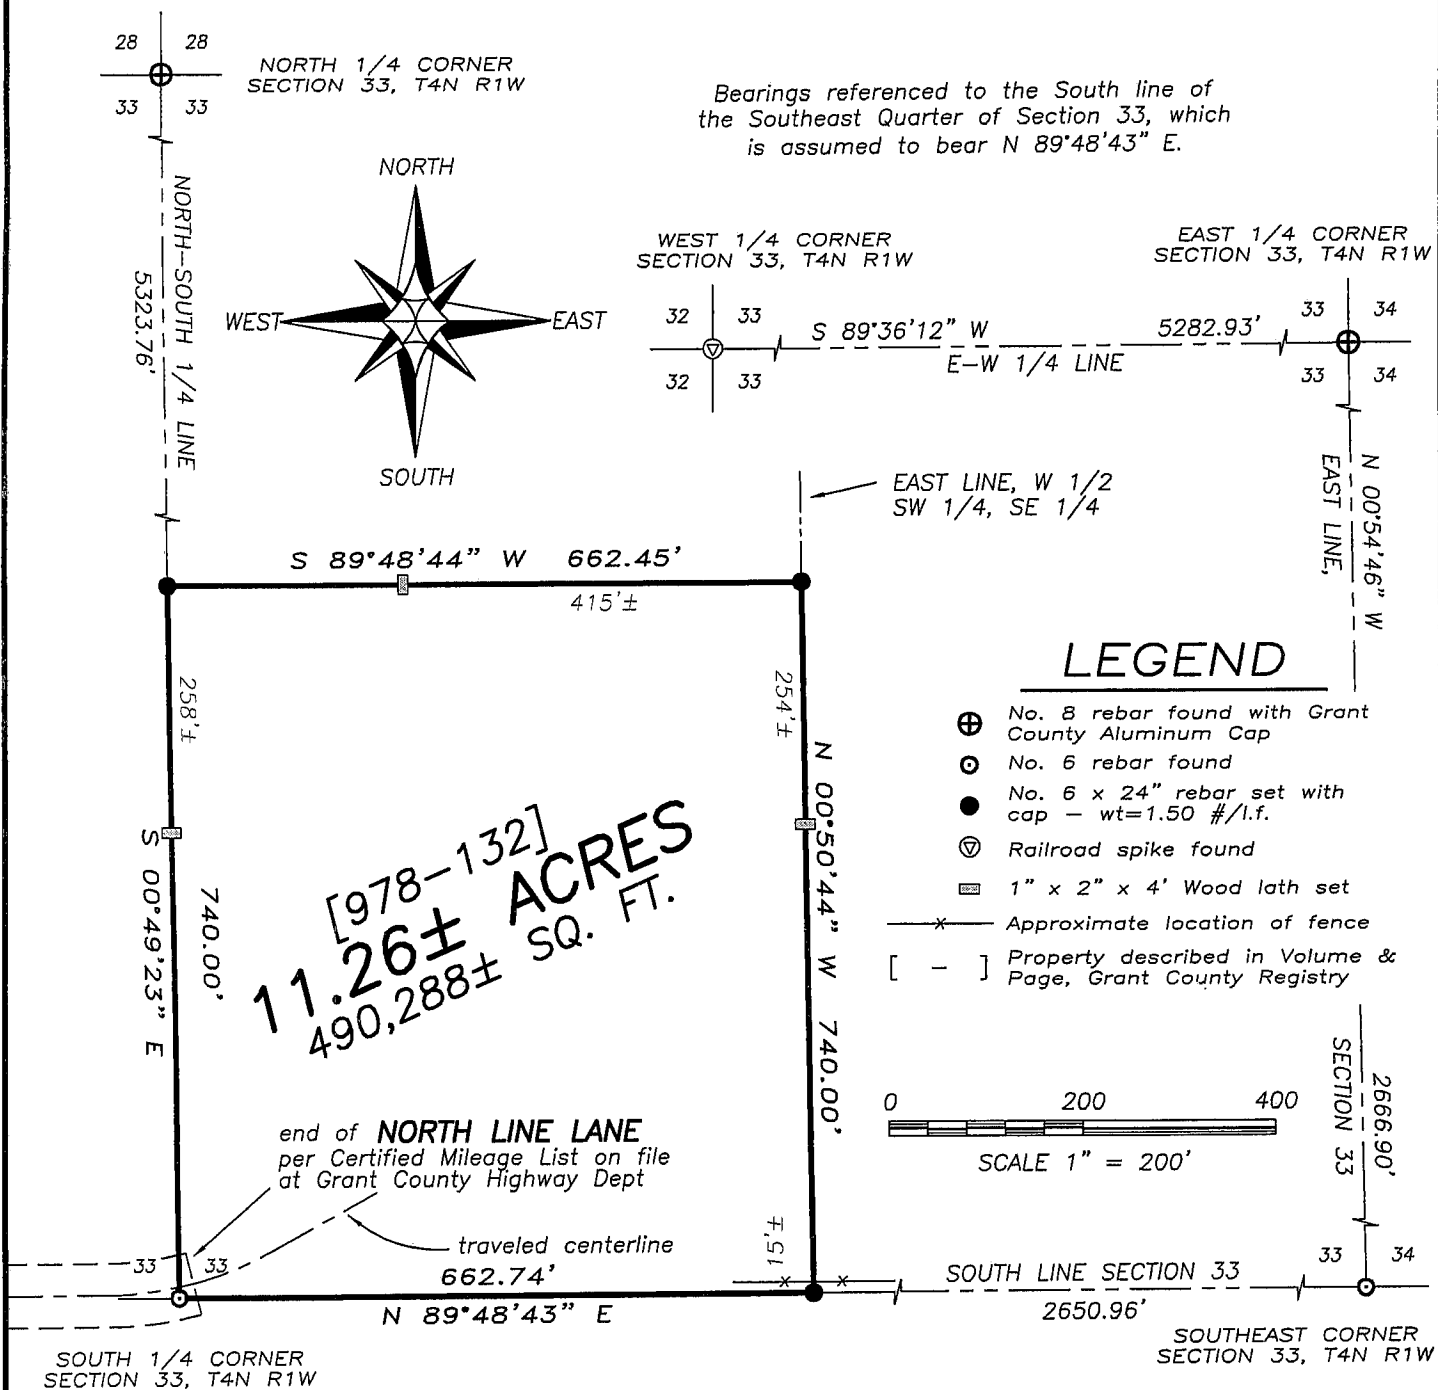 28 28
33 33
NORTH 1/4 CORNER
SECTION 33, T4N R1W
Bearings referenced to the South line of
the Southeast Quarter of Section 33, which
is assumed to bear N 89°48'43" E.
NORTH-SOUTH 1/4 LINE
5323.76'
NORTH
WEST
EAST
SOUTH
WEST 1/4 CORNER
SECTION 33, T4N R1W
32 33
32 33
S 89°36'12" W 5282.93'
E-W 1/4 LINE
EAST 1/4 CORNER
SECTION 33, T4N R1W
33 34
33 34
N 00°54'46" W
EAST LINE,
EAST LINE, W 1/2
SW 1/4, SE 1/4
S 89°48'44" W 662.45'
415'±
258'±
254'±
S 00°49'23" E
740.00'
N 00°50'44" W 740.00'
[978-132]
11.26± ACRES
490,288± SQ. FT.
LEGEND
No. 8 rebar found with Grant
County Aluminum Cap
No. 6 rebar found
No. 6 x 24" rebar set with
cap - wt=1.50 #/l.f.
Railroad spike found
1" x 2" x 4' Wood lath set
Approximate location of fence
[ - ] Property described in Volume &
Page, Grant County Registry
0 200 400
SCALE 1" = 200'
SECTION 33
2666.90'
end of NORTH LINE LANE
per Certified Mileage List on file
at Grant County Highway Dept
traveled centerline
15'±
33 33
662.74'
N 89°48'43" E
SOUTH LINE SECTION 33
2650.96'
33 34
SOUTH 1/4 CORNER
SECTION 33, T4N R1W
SOUTHEAST CORNER
SECTION 33, T4N R1W